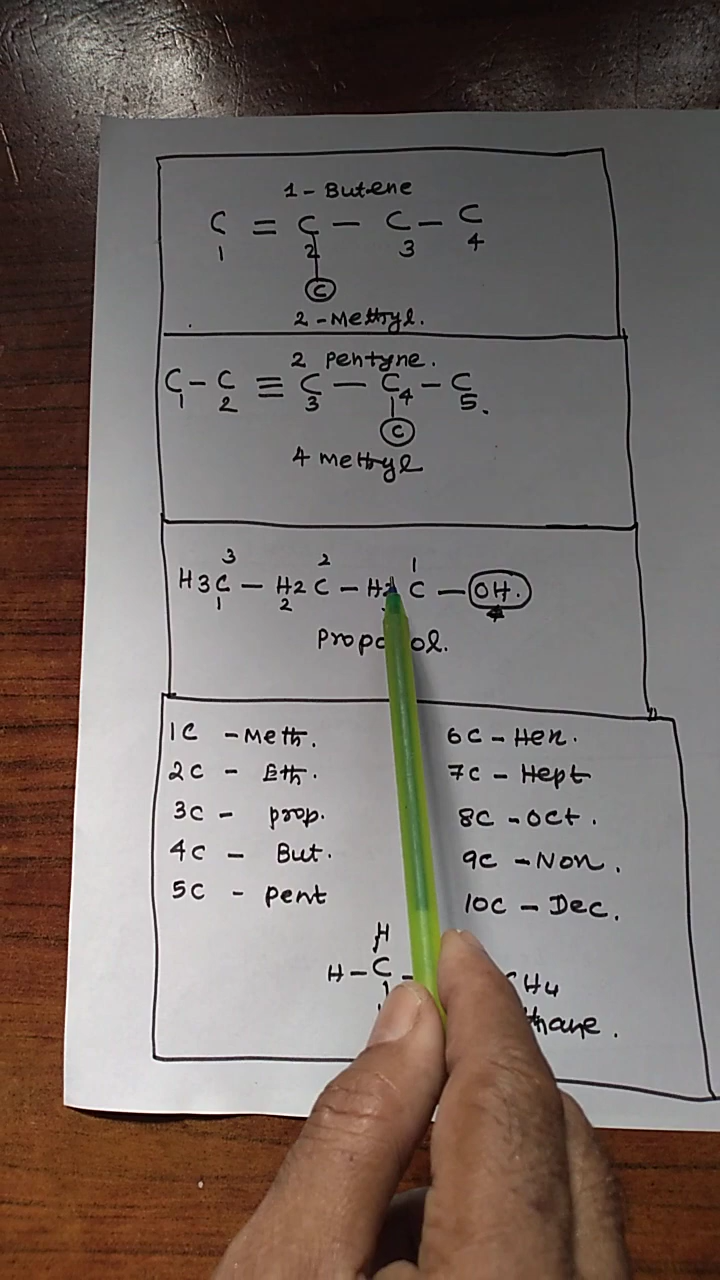 1 - Butene
C = C - C - C
1 2 3 4
C
2 - Methyl.
2 Pentyne.
C - C ≡ C - C - C
1 2 3 4 5.
C
4 methyl
3 2 1
H3C - H2C - H2C - OH.
1 2
1C - Meth. 6C - Hex.
2C - Eth. 7C - Hept
3C - prop. 8C - Oct.
4C - But. 9C - Non.
5C - pent 10C - Dec.
H
H - C - CH4